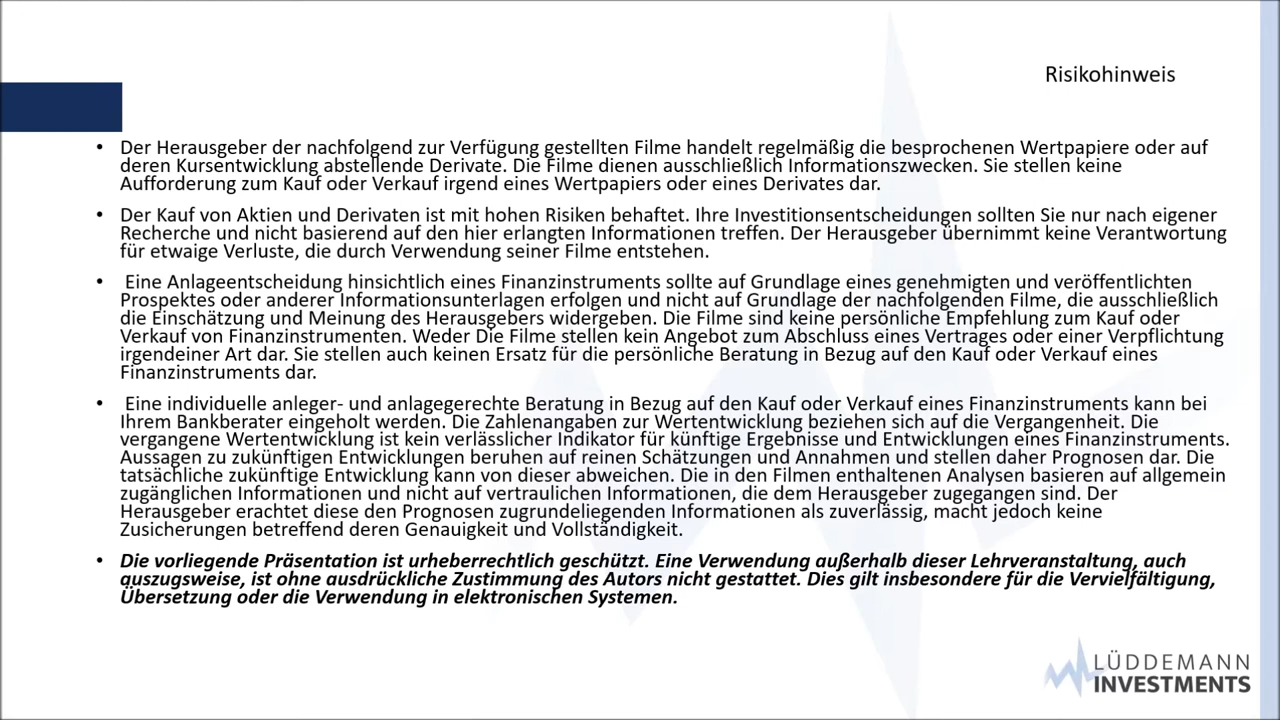 Risikohinweis
• Der Herausgeber der nachfolgend zur Verfügung gestellten Filme handelt regelmäßig die besprochenen Wertpapiere oder auf
deren Kursentwicklung abstellende Derivate. Die Filme dienen ausschließlich Informationszwecken. Sie stellen keine
Aufforderung zum Kauf oder Verkauf irgend eines Wertpapiers oder eines Derivates dar.
• Der Kauf von Aktien und Derivaten ist mit hohen Risiken behaftet. Ihre Investitionsentscheidungen sollten Sie nur nach eigener
Recherche und nicht basierend auf den hier erlangten Informationen treffen. Der Herausgeber übernimmt keine Verantwortung
für etwaige Verluste, die durch Verwendung seiner Filme entstehen.
• Eine Anlageentscheidung hinsichtlich eines Finanzinstruments sollte auf Grundlage eines genehmigten und veröffentlichten
Prospektes oder anderer Informationsunterlagen erfolgen und nicht auf Grundlage der nachfolgenden Filme, die ausschließlich
die Einschätzung und Meinung des Herausgebers widergeben. Die Filme sind keine persönliche Empfehlung zum Kauf oder
Verkauf von Finanzinstrumenten. Weder Die Filme stellen kein Angebot zum Abschluss eines Vertrages oder einer Verpflichtung
irgendeiner Art dar. Sie stellen auch keinen Ersatz für die persönliche Beratung in Bezug auf den Kauf oder Verkauf eines
Finanzinstruments dar.
• Eine individuelle anleger- und anlagegerechte Beratung in Bezug auf den Kauf oder Verkauf eines Finanzinstruments kann bei
Ihrem Bankberater eingeholt werden. Die Zahlenangaben zur Wertentwicklung beziehen sich auf die Vergangenheit. Die
vergangene Wertentwicklung ist kein verlässlicher Indikator für künftige Ergebnisse und Entwicklungen eines Finanzinstruments.
Aussagen zu zukünftigen Entwicklungen beruhen auf reinen Schätzungen und Annahmen und stellen daher Prognosen dar. Die
tatsächliche zukünftige Entwicklung kann von dieser abweichen. Die in den Filmen enthaltenen Analysen basieren auf allgemein
zugänglichen Informationen und nicht auf vertraulichen Informationen, die dem Herausgeber zugegangen sind. Der
Herausgeber erachtet diese den Prognosen zugrundeliegenden Informationen als zuverlässig, macht jedoch keine
Zusicherungen betreffend deren Genauigkeit und Vollständigkeit.
• Die vorliegende Präsentation ist urheberrechtlich geschützt. Eine Verwendung außerhalb dieser Lehrveranstaltung, auch
auszugsweise, ist ohne ausdrückliche Zustimmung des Autors nicht gestattet. Dies gilt insbesondere für die Vervielfältigung,
Übersetzung oder die Verwendung in elektronischen Systemen.
LÜDDEMANN
INVESTMENTS